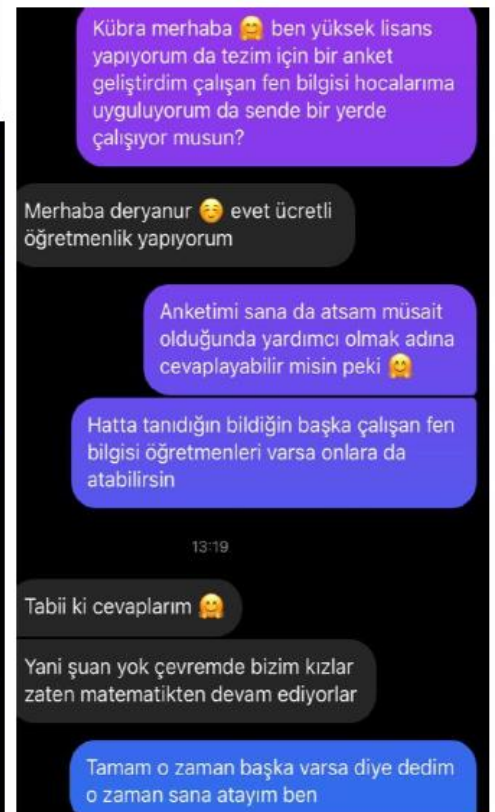 Kübra merhaba 🤗 ben yüksek lisans
yapıyorum da tezim için bir anket
geliştirdim çalışan fen bilgisi hocalarıma
uyguluyorum da sende bir yerde
çalışıyor musun?
Merhaba deryanur ☺️ evet ücretli
öğretmenlik yapıyorum
Anketimi sana da atsam müsait
olduğunda yardımcı olmak adına
cevaplayabilir misin peki 🤗
Hatta tanıdığın bildiğin başka çalışan fen
bilgisi öğretmenleri varsa onlara da
atabilirsin
13:19
Tabii ki cevaplarım 🤗
Yani şuan yok çevremde bizim kızlar
zaten matematikten devam ediyorlar
Tamam o zaman başka varsa diye dedim
o zaman sana atayım ben